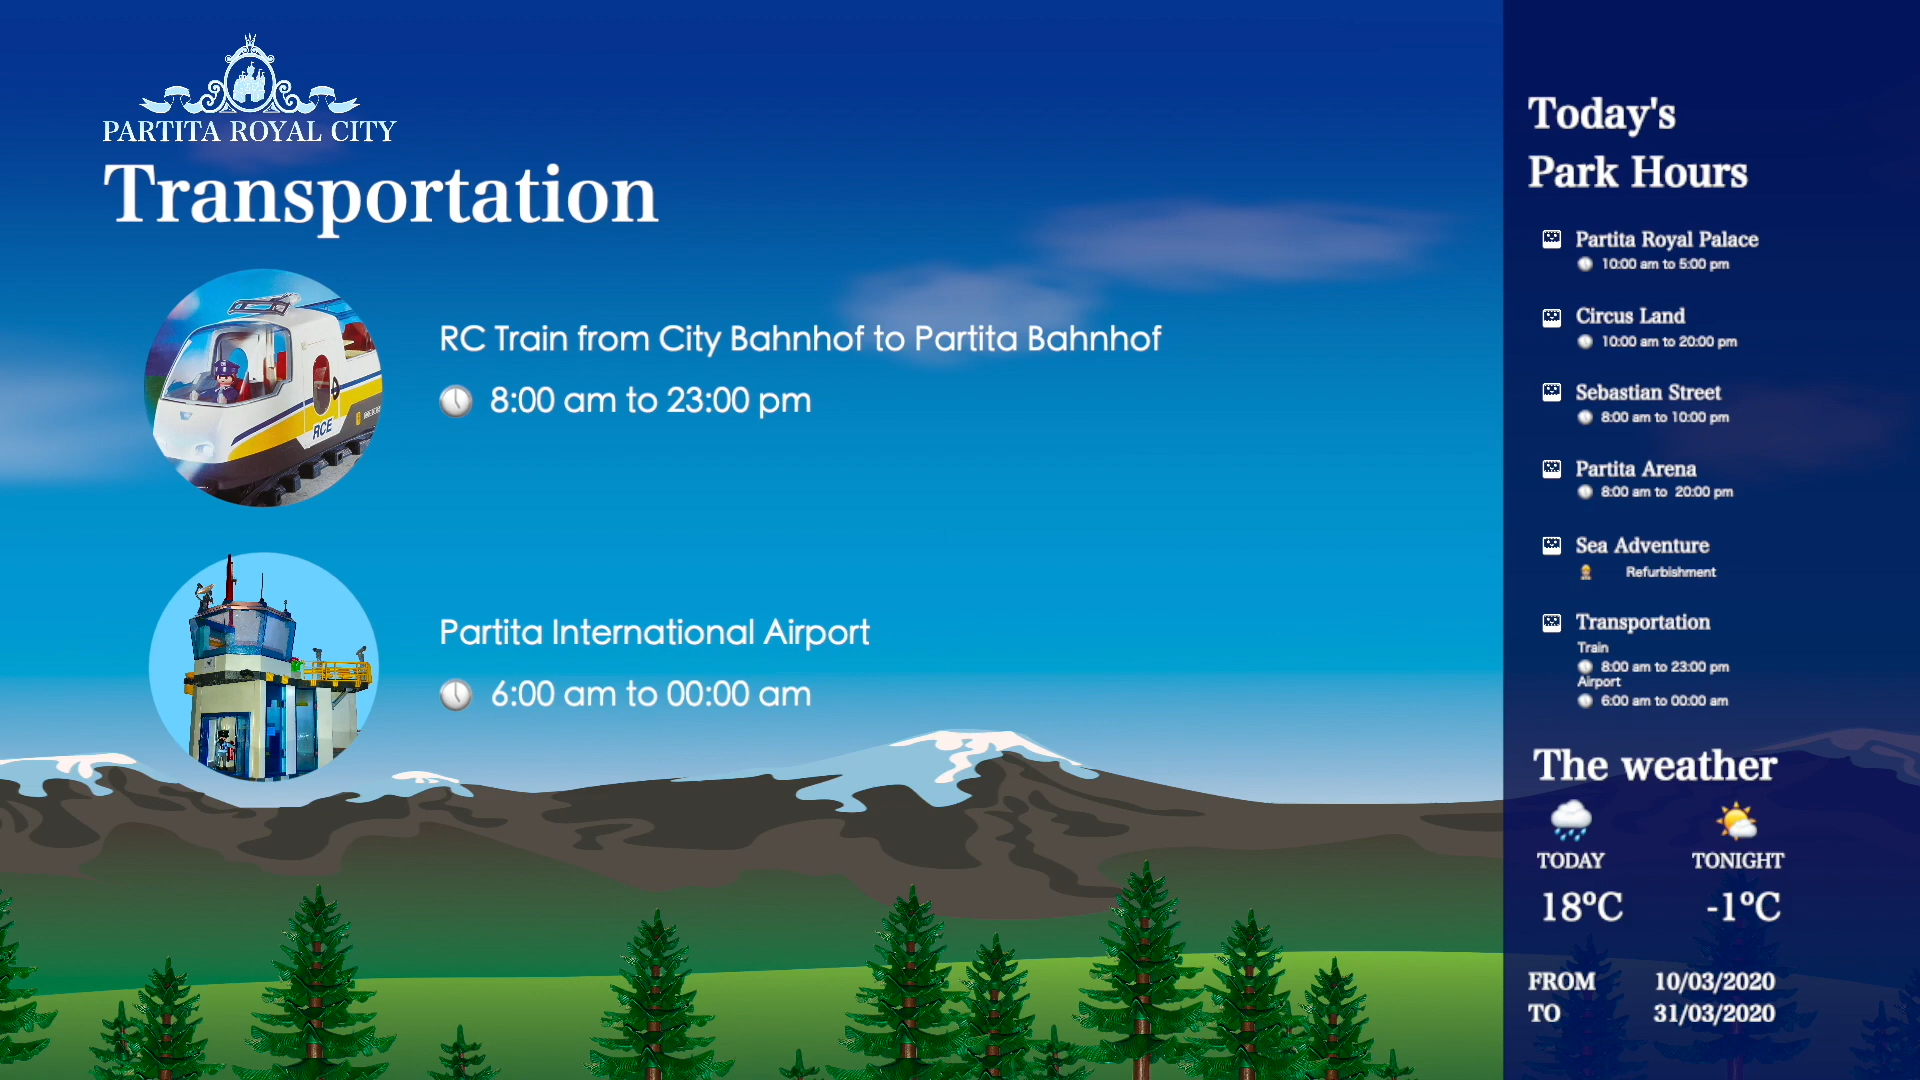 PARTITA ROYAL CITY
Transportation
RCE
RC Train from City Bahnhof to Partita Bahnhof
8:00 am to 23:00 pm
Partita International Airport
6:00 am to 00:00 am
Today's
Park Hours
Partita Royal Palace
10:00 am to 5:00 pm
Circus Land
10:00 am to 20:00 pm
Sebastian Street
8:00 am to 10:00 pm
Partita Arena
8:00 am to 20:00 pm
Sea Adventure
Refurbishment
Transportation
Train
8:00 am to 23:00 pm
Airport
6:00 am to 00:00 am
The weather
TODAY TONIGHT
18ºC -1ºC
FROM 10/03/2020
TO 31/03/2020